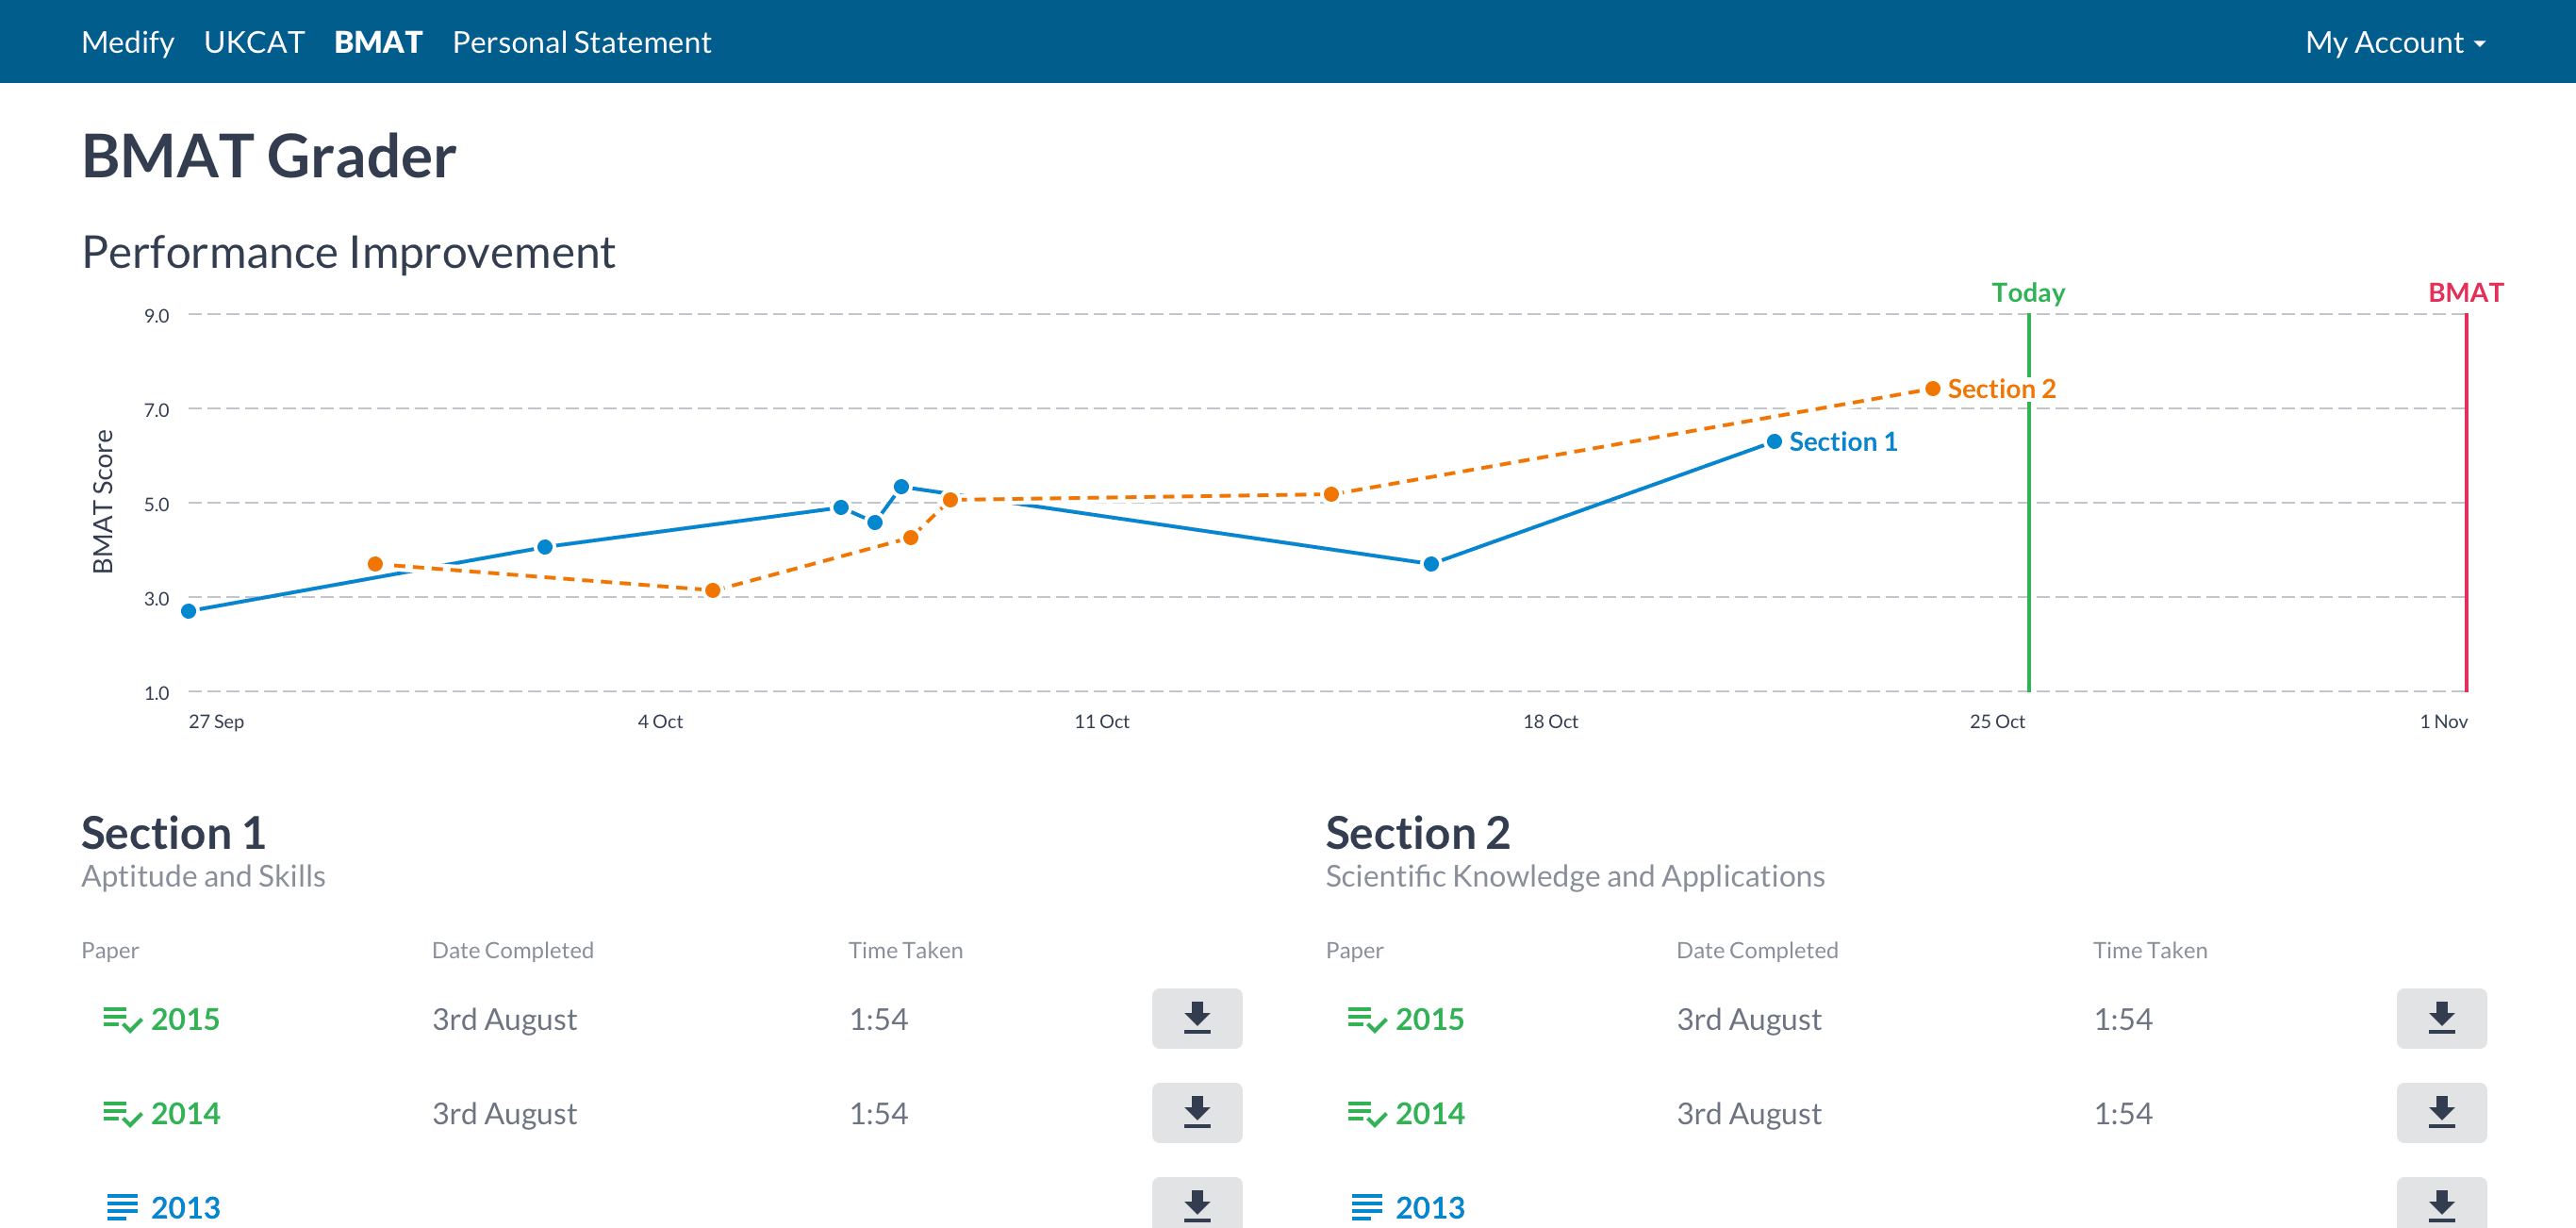 Medify UKCAT BMAT Personal Statement My Account
BMAT Grader
Performance Improvement
Today BMAT
9.0
Section 2
7.0
Section 1
BMAT Score
5.0
3.0
1.0
27 Sep 4 Oct 11 Oct 18 Oct 25 Oct 1 Nov
Section 1
Aptitude and Skills
Paper Date Completed Time Taken
2015 3rd August 1:54
2014 3rd August 1:54
2013
Section 2
Scientific Knowledge and Applications
Paper Date Completed Time Taken
2015 3rd August 1:54
2014 3rd August 1:54
2013